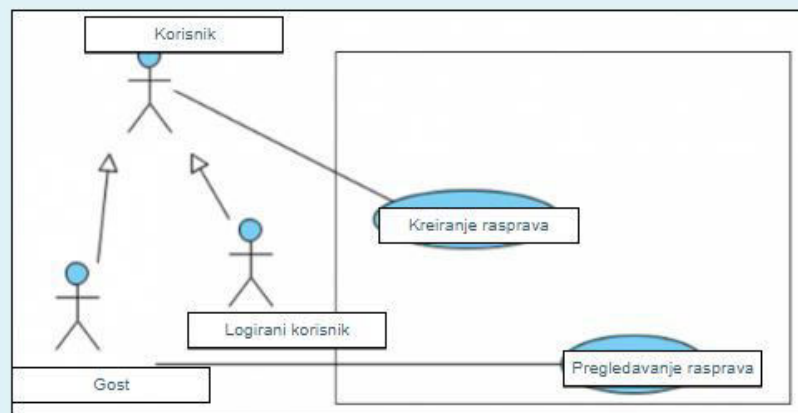 Korisnik
Kreiranje rasprava
Logirani korisnik
Pregledavanje rasprava
Gost